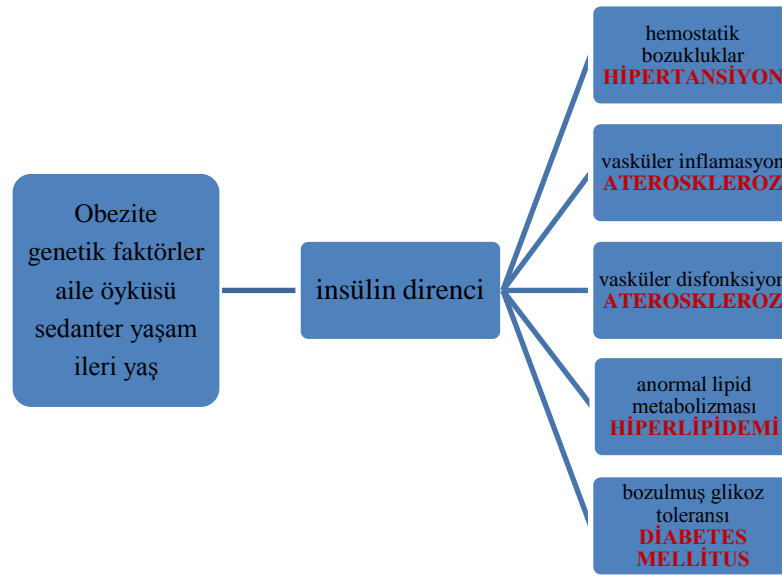 Obezite
genetik faktörler
aile öyküsü
sedanter yaşam
ileri yaş
insülin direnci
hemostatik
bozukluklar
HİPERTANSİYON
vasküler inflamasyon
ATEROSKLEROZ
vasküler disfonksiyon
ATEROSKLEROZ
anormal lipid
metabolizması
HİPERLİPİDEMİ
bozulmuş glikoz
toleransı
DİABETES
MELLİTUS